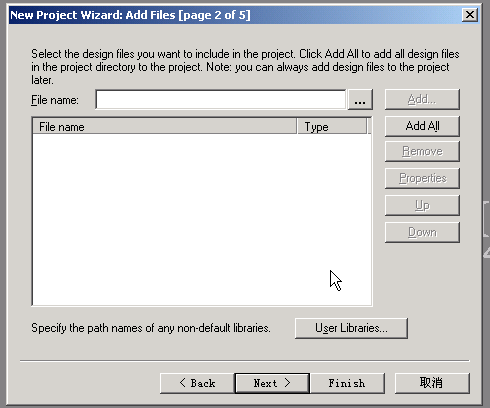 New Project Wizard: Add Files [page 2 of 5]
Select the design files you want to include in the project. Click Add All to add all design files
in the project directory to the project. Note: you can always add design files to the project
later.
File name: ... Add...
File name Type Add All
Remove
Properties
Up
Down
Specify the path names of any non-default libraries. User Libraries...
< Back Next > Finish 取消